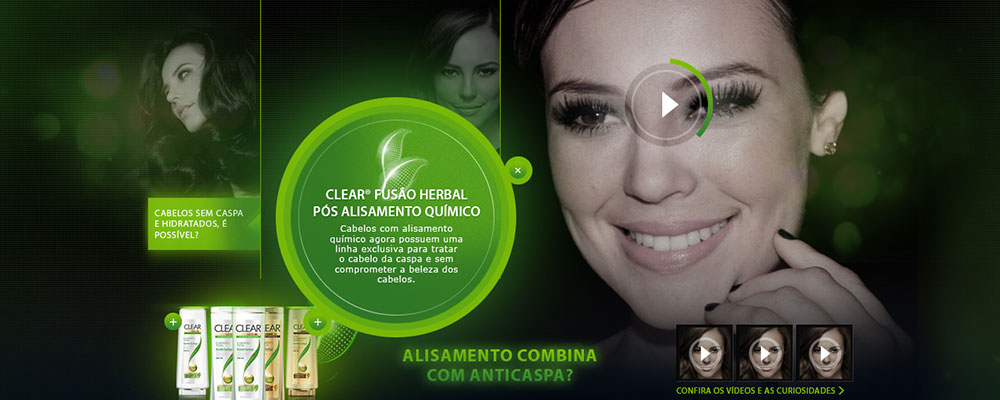 CABELOS SEM CASPA
E HIDRATADOS, É
POSSÍVEL?
CLEAR® FUSÃO HERBAL
PÓS ALISAMENTO QUÍMICO
Cabelos com alisamento
químico agora possuem uma
linha exclusiva para tratar
o cabelo da caspa e sem
comprometer a beleza dos
cabelos.
CLEAR
CLEAR
ALISAMENTO COMBINA
COM ANTICASPA?
CONFIRA OS VÍDEOS E AS CURIOSIDADES